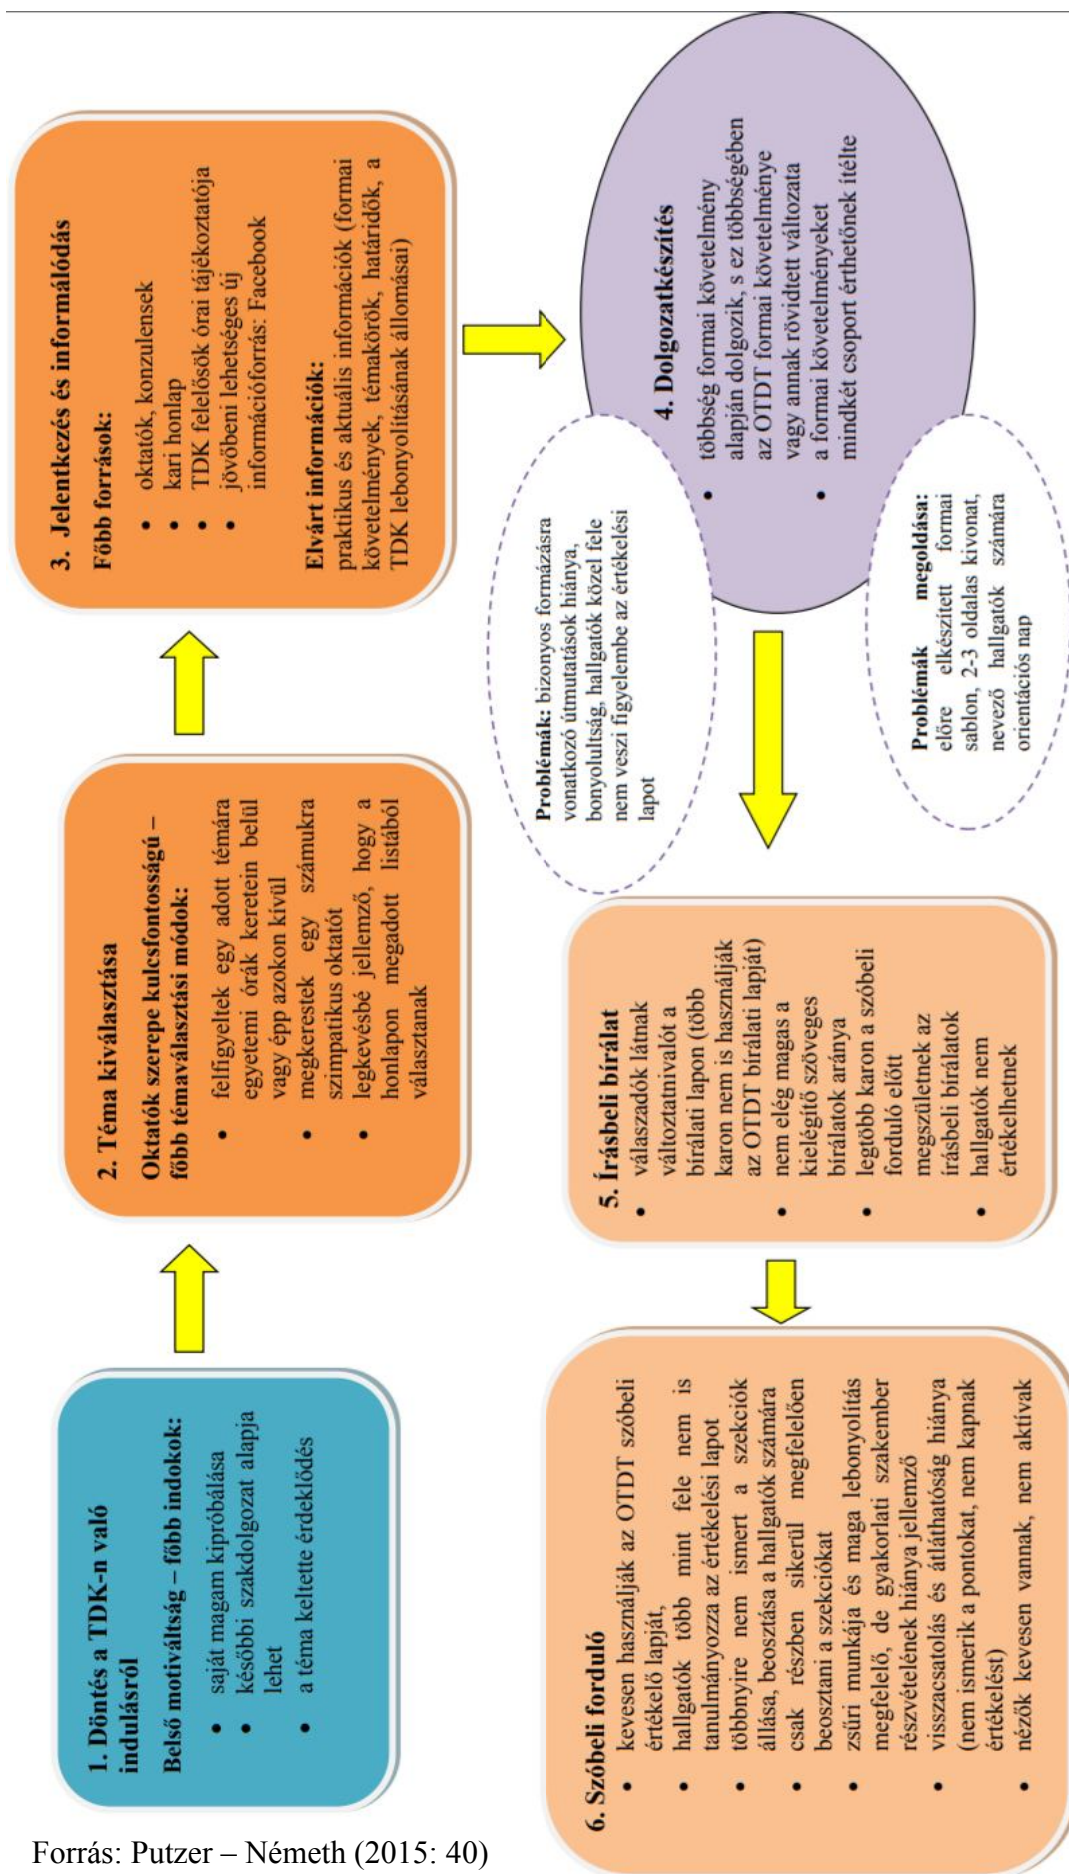 1. Döntés a TDK-n való
indulásról
Belső motiváltság – főbb indokok:
• saját magam kipróbálása
• későbbi szakdolgozat alapja
lehet
• a téma keltette érdeklődés
2. Téma kiválasztása
Oktatók szerepe kulcsfontosságú –
főbb témaválasztási módok:
• felfigyeltek egy adott témára
egyetemi órák keretein belül
vagy épp azokon kívül
• megkerestek egy számukra
szimpatikus oktatót
• legkevésbé jellemző, hogy a
honlapon megadott listából
választanak
3. Jelentkezés és informálódás
Főbb források:
• oktatók, konzulensek
• kari honlap
• TDK felelősök órai tájékoztatója
• jövőbeni lehetséges új
információforrás: Facebook
Elvárt információk:
praktikus és aktuális információk (formai
követelmények, témakörök, határidők, a
TDK lebonyolításának állomásai)
4. Dolgozatkészítés
• többség formai követelmény
alapján dolgozik, s ez többségében
az OTDT formai követelménye
vagy annak rövidtett változata
• a formai követelményeket
mindkét csoport érthetőnek ítélte
Problémák: bizonyos formázásra
vonatkozó útmutatások hiánya,
bonyolultság, hallgatók közel fele
nem veszi figyelembe az értékelési
lapot
Problémák megoldása:
előre elkészített formai
sablon, 2-3 oldalas kivonat,
nevező hallgatók számára
orientációs nap
5. Írásbeli bírálat
• válaszadók látnak
változtatnivalót a
bírálati lapon (több
karon nem is használják
az OTDT bírálati lapját)
• nem elég magas a
kielégítő szöveges
bírálatok aránya
• legtöbb karon a szóbeli
forduló előtt
megszületnek az
írásbeli bírálatok
• hallgatók nem
értékelhetnek
6. Szóbeli forduló
• kevesen használják az OTDT szóbeli
értékelő lapját,
• hallgatók több mint fele nem is
tanulmányozza az értékelési lapot
• többnyire nem ismert a szekciók
állása, beosztása a hallgatók számára
• csak részben sikerül megfelelően
beosztani a szekciókat
• zsűri munkája és maga lebonyolítás
megfelelő, de gyakorlati szakember
részvételének hiánya jellemző
• visszacsatolás és átláthatóság hiánya
(nem ismerik a pontokat, nem kapnak
értékelést)
• nézők kevesen vannak, nem aktívak
Forrás: Putzer – Németh (2015: 40)